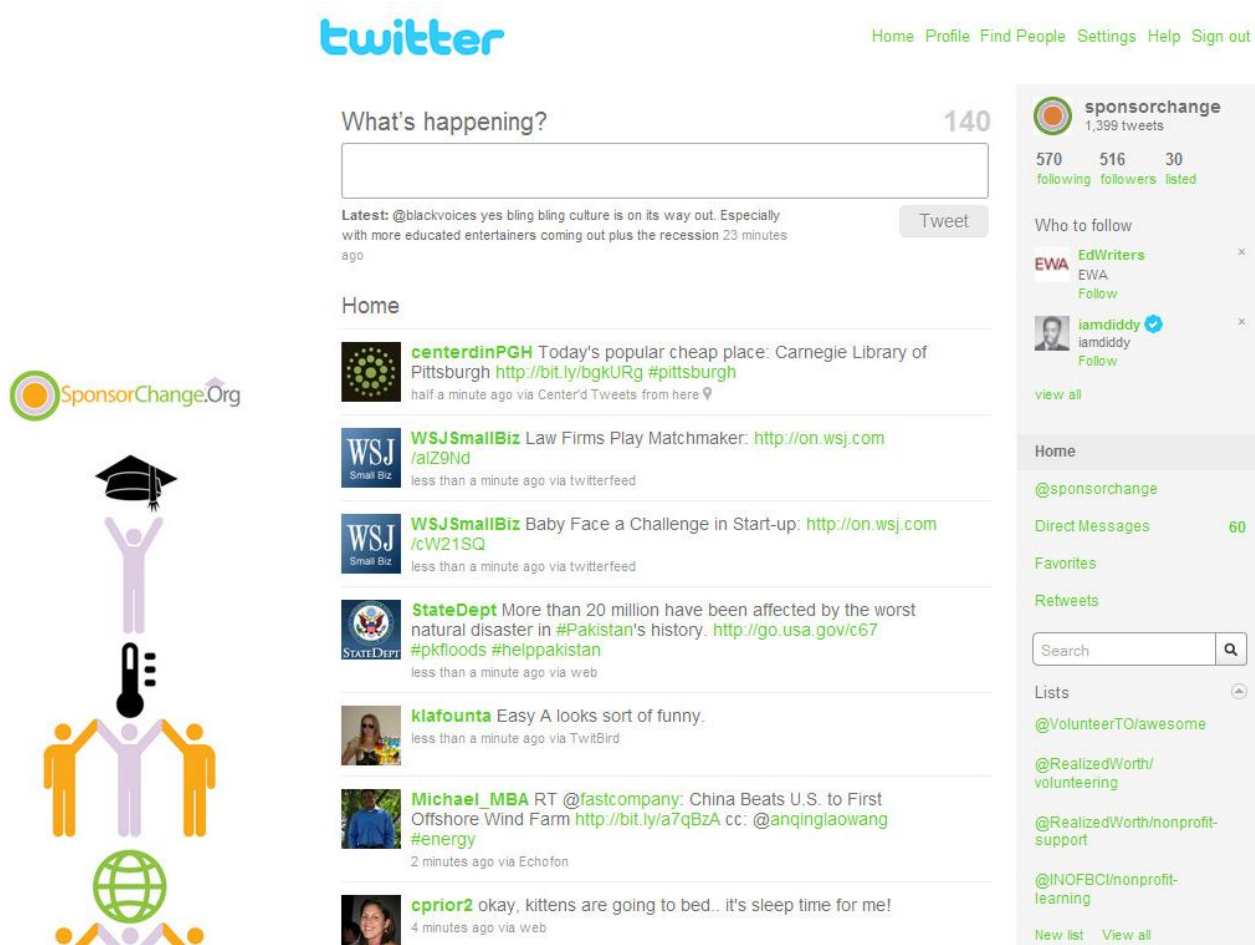 twitter
Home Profile Find People Settings Help Sign out
What's happening?
140
Latest: @blackvoices yes bling bling culture is on its way out. Especially
with more educated entertainers coming out plus the recession 23 minutes
ago
Tweet
Home
centerdinPGH Today's popular cheap place: Carnegie Library of
Pittsburgh http://bit.ly/bgkURg #pittsburgh
half a minute ago via Center'd Tweets from here
WSJ
Small Biz
WSJSmallBiz Law Firms Play Matchmaker: http://on.wsj.com
/alZ9Nd
less than a minute ago via twitterfeed
WSJ
Small Biz
WSJSmallBiz Baby Face a Challenge in Start-up: http://on.wsj.com
/cW21SQ
less than a minute ago via twitterfeed
STATEDEPT
StateDept More than 20 million have been affected by the worst
natural disaster in #Pakistan's history. http://go.usa.gov/c67
#pkfloods #helppakistan
less than a minute ago via web
klafounta Easy A looks sort of funny.
less than a minute ago via TwitBird
Michael_MBA RT @fastcompany: China Beats U.S. to First
Offshore Wind Farm http://bit.ly/a7qBzA cc: @anqinglaowang
#energy
2 minutes ago via Echofon
cprior2 okay, kittens are going to bed.. it's sleep time for me!
4 minutes ago via web
sponsorchange
1,399 tweets
570 516 30
following followers listed
Who to follow
EWA
EdWriters
EWA
Follow
iamdiddy
iamdiddy
Follow
view all
Home
@sponsorchange
Direct Messages 60
Favorites
Retweets
Search
Lists
@VolunteerTO/awesome
@RealizedWorth/
volunteering
@RealizedWorth/nonprofit-
support
@INOFBCI/nonprofit-
learning
New list View all
SponsorChange.Org